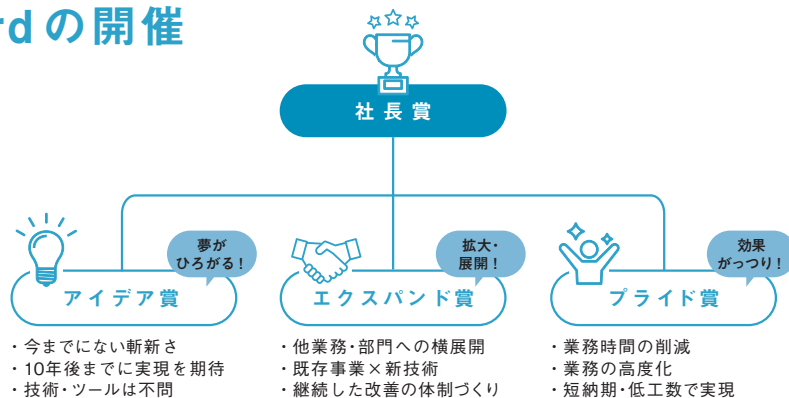 rdの開催
社長賞
夢が
ひろがる!
アイデア賞
・今までにない斬新さ
・10年後までに実現を期待
・技術・ツールは不問
拡大・
展開!
エクスパンド賞
・他業務・部門への横展開
・既存事業×新技術
・継続した改善の体制づくり
効果
がっつり!
プライド賞
・業務時間の削減
・業務の高度化
・短納期・低工数で実現